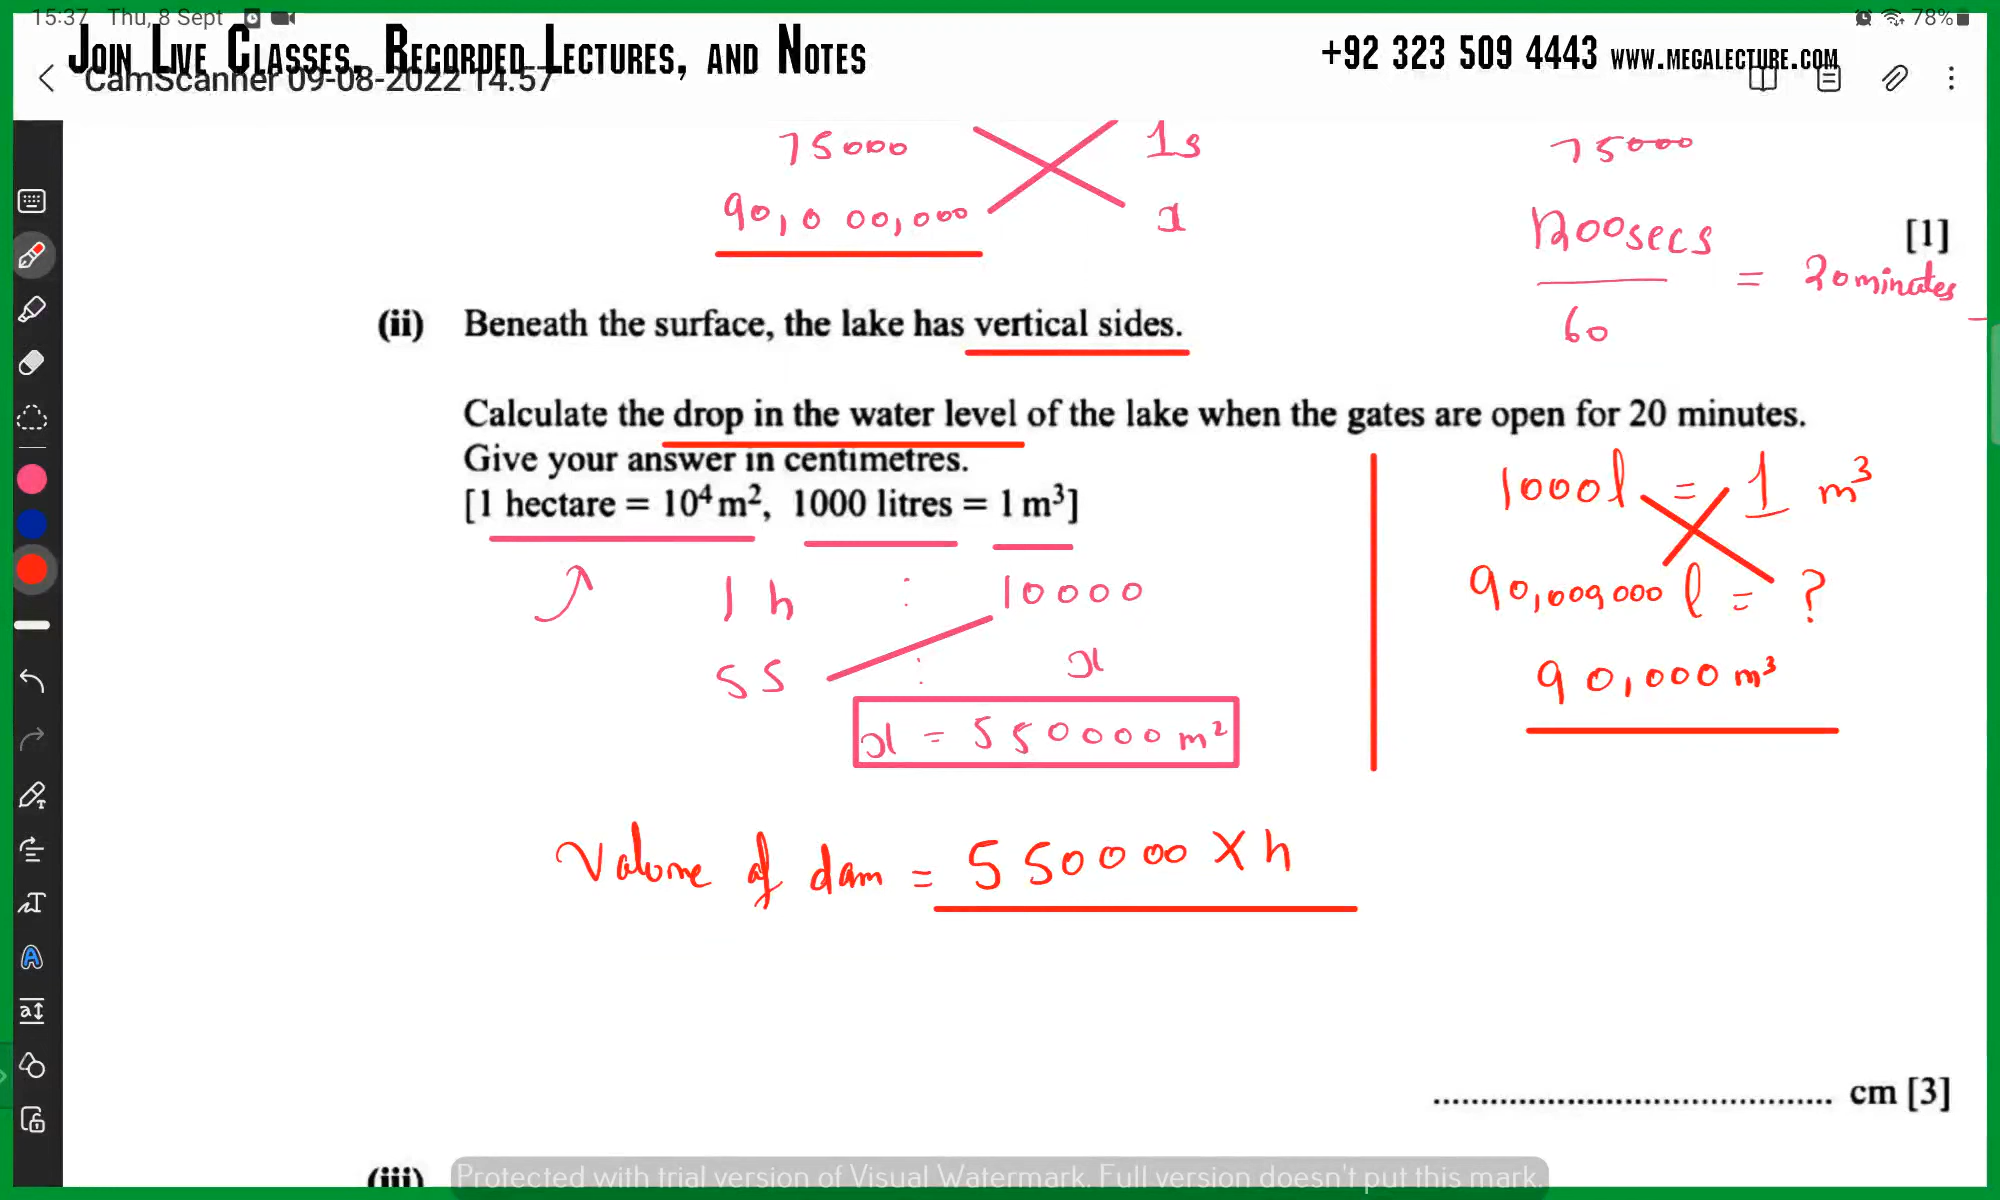 15:37 Thu, 8 Sept 78%
Join Live Classes, Recorded Lectures, and Notes
+92 323 509 4443 www.megalecture.com
CamScanner 09-08-2022 14:57
75000 1s 75000
90,000,000 x 1200secs [1]
60 = 20minutes
(ii) Beneath the surface, the lake has vertical sides.
Calculate the drop in the water level of the lake when the gates are open for 20 minutes.
Give your answer in centimetres.
[1 hectare = 10⁴ m², 1000 litres = 1 m³]
1000l = 1 m³
90,000,000 l = ?
90,000 m³
1 h : 10000
55 : x
x = 550000 m²
Volume of dam = 550000 × h
........................................ cm [3]
(iii)
Protected with trial version of Visual Watermark. Full version doesn't put this mark.